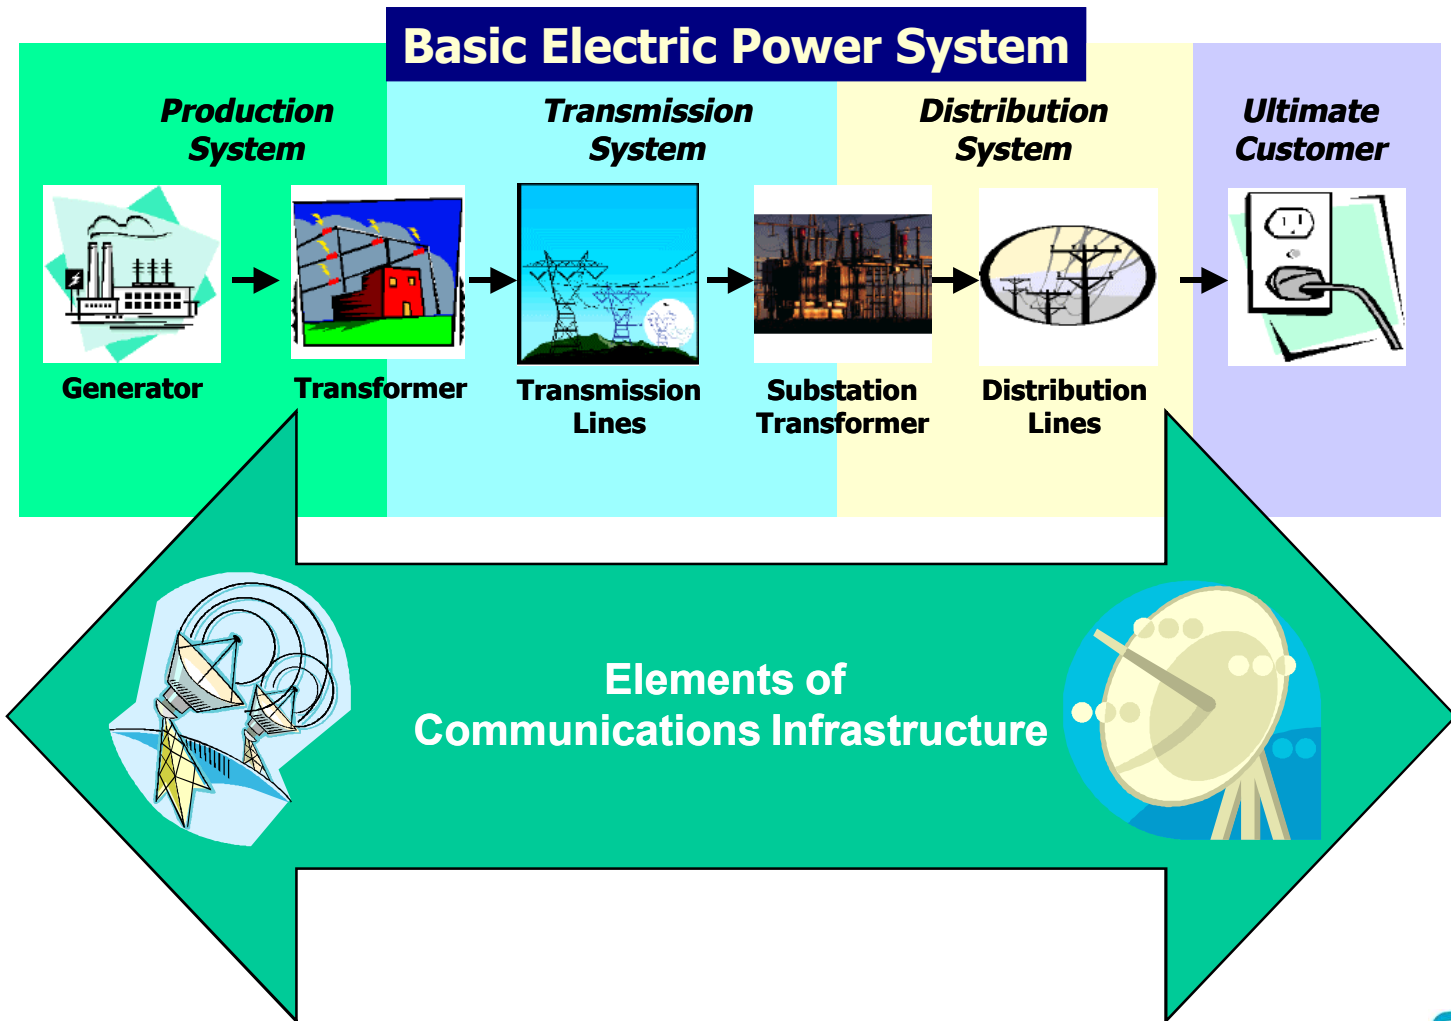 Basic Electric Power System
Production
System
Transmission
System
Distribution
System
Ultimate
Customer
Generator
Transformer
Transmission
Lines
Substation
Transformer
Distribution
Lines
Elements of
Communications Infrastructure